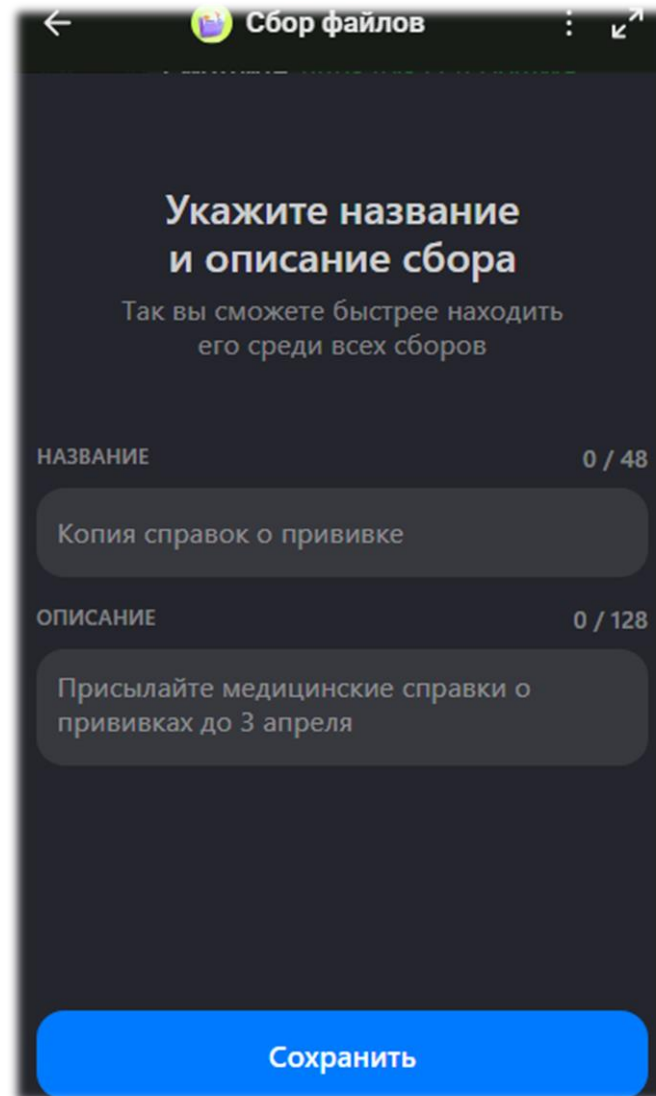 Сбор файлов
Укажите название
и описание сбора
Так вы сможете быстрее находить
его среди всех сборов
НАЗВАНИЕ 0 / 48
Копия справок о прививке
ОПИСАНИЕ 0 / 128
Присылайте медицинские справки о
прививках до 3 апреля
Сохранить